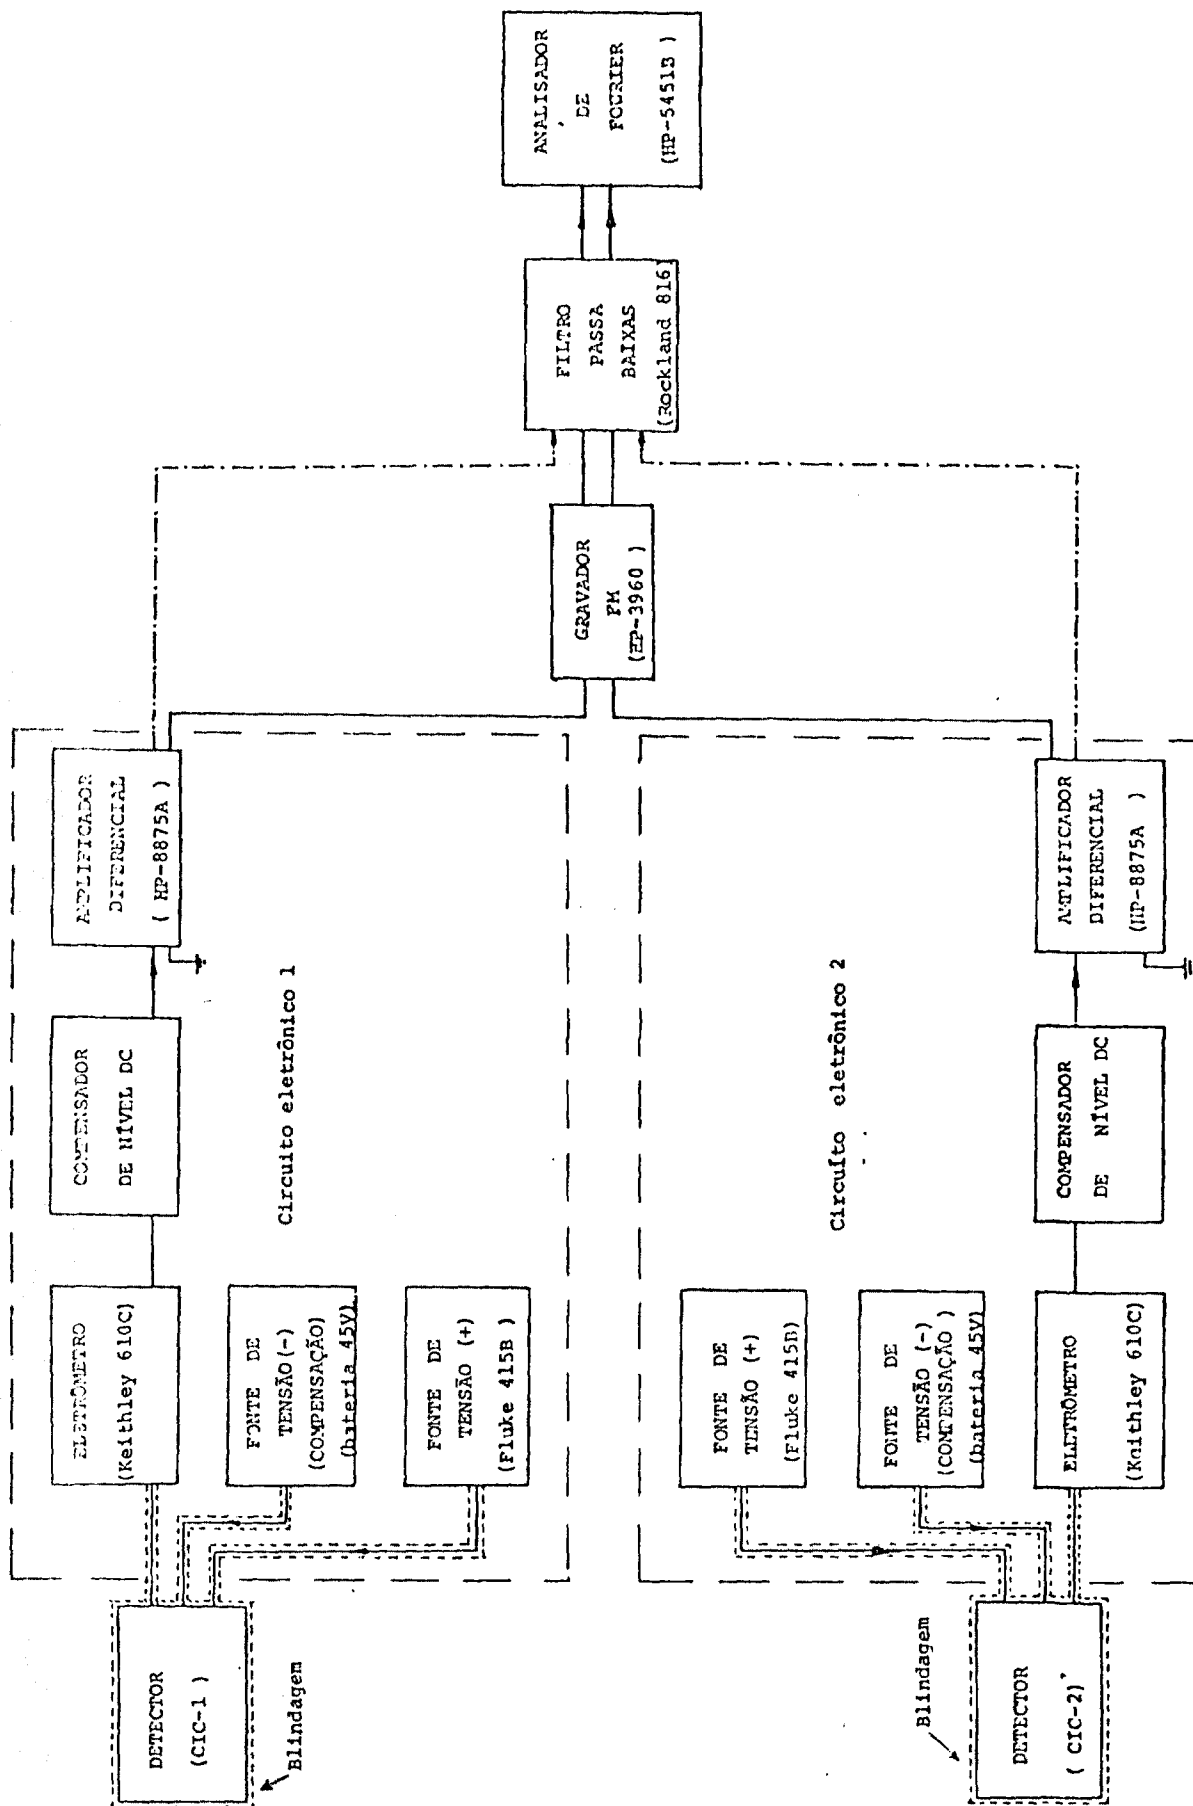 DETECTOR
(CIC-1 )
Blindagem
ELETRÔMETRO
(Keithley 610C)
FONTE DE
TENSÃO (-)
(COMPENSAÇÃO)
(bateria 45V)
FONTE DE
TENSÃO (+)
(Fluke 415B )
COMPENSADOR
DE NÍVEL DC
AMPLIFICADOR
DIFERENCIAL
( HP-8875A )
Circuito eletrônico 1
DETECTOR
( CIC-2)
Blindagem
FONTE DE
TENSÃO (+)
(Fluke 415B)
FONTE DE
TENSÃO (-)
(COMPENSAÇÃO )
(bateria 45V)
ELETRÔMETRO
(Keithley 610C)
COMPENSADOR
DE NÍVEL DC
AMPLIFICADOR
DIFERENCIAL
(HP-8875A )
Circuito eletrônico 2
GRAVADOR
FM
(HP-3960 )
FILTRO
PASSA
BAIXAS
(Rockland 816)
ANALISADOR
DE
FOURIER
(HP-5451B )